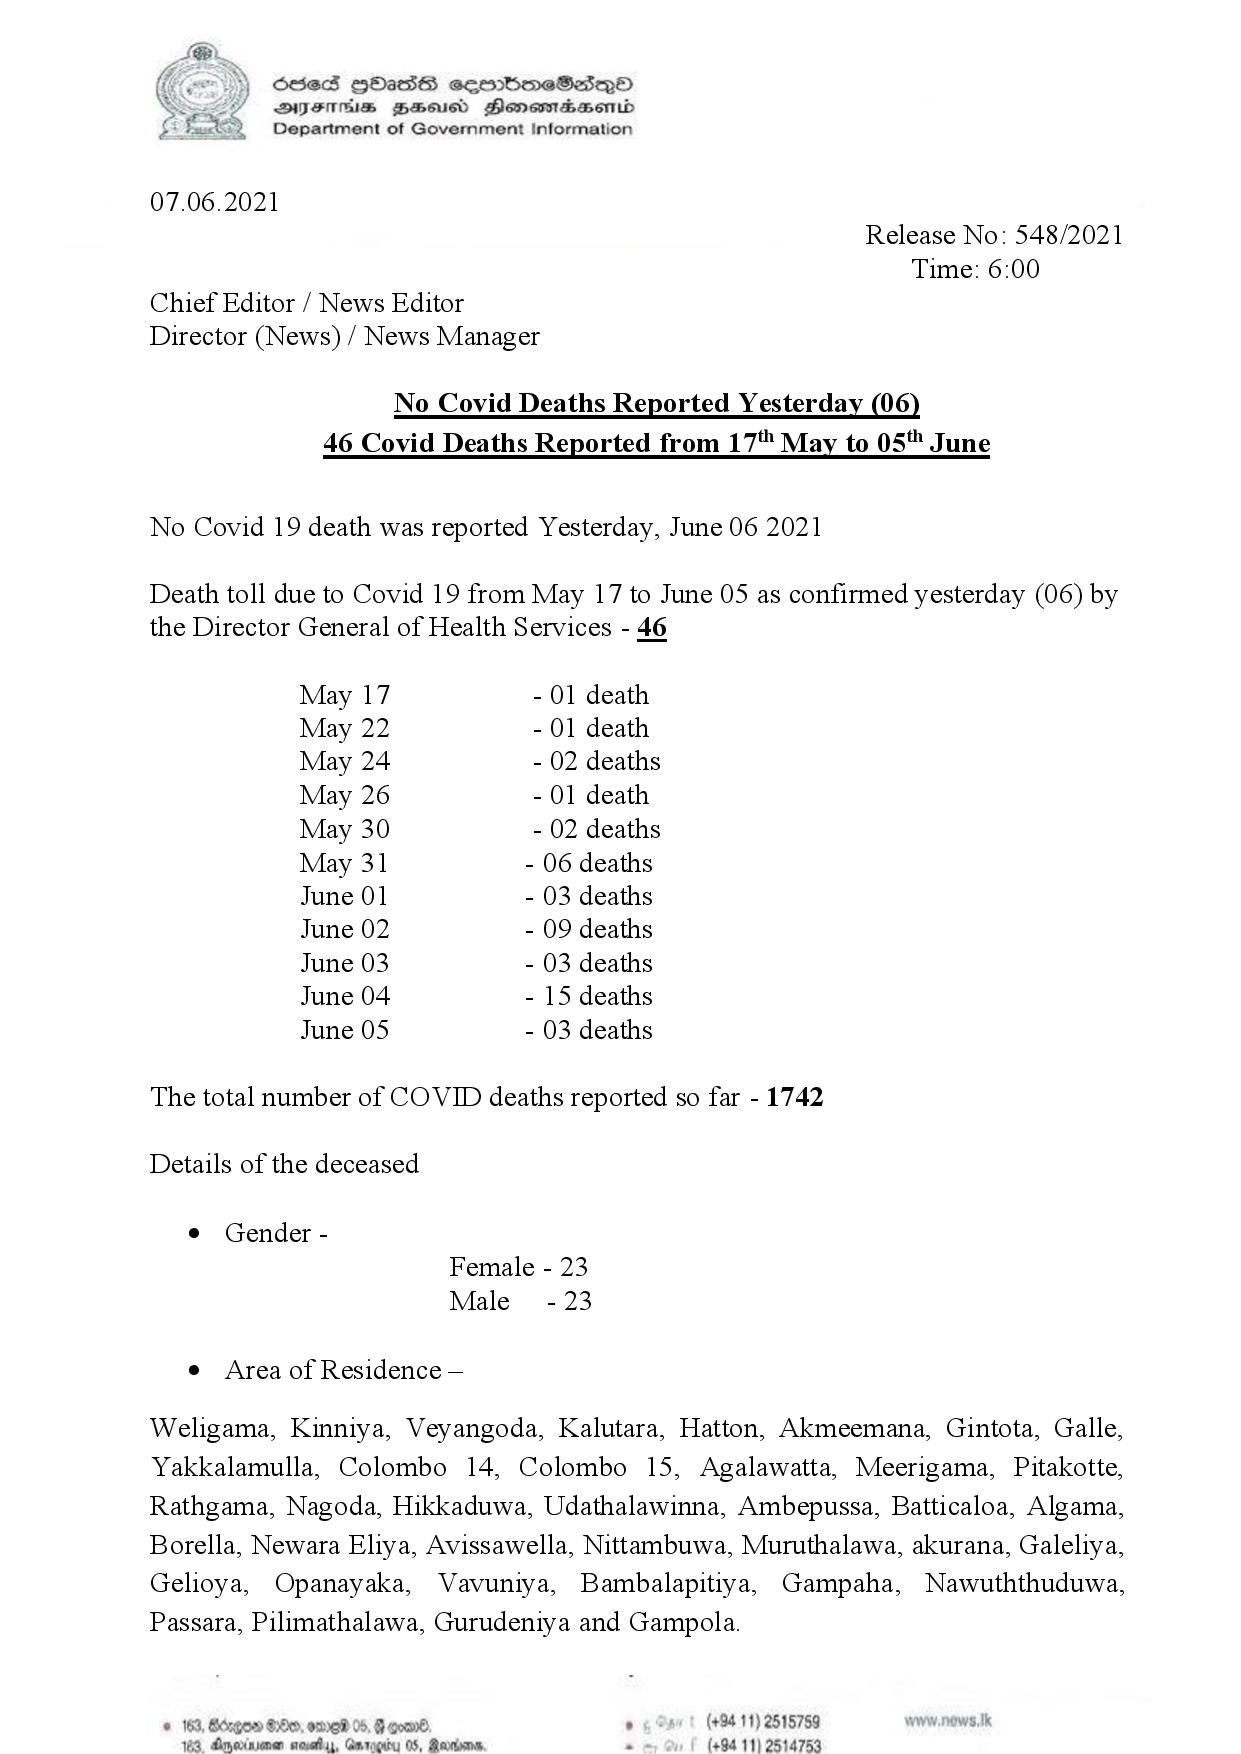 රජයේ ප්‍රවෘත්ති දෙපාර්තමේන්තුව
அரசாங்க தகவல் திணைக்களம்
Department of Government Information
07.06.2021
Release No: 548/2021
Time: 6:00
Chief Editor / News Editor
Director (News) / News Manager
No Covid Deaths Reported Yesterday (06)
46 Covid Deaths Reported from 17th May to 05th June
No Covid 19 death was reported Yesterday, June 06 2021
Death toll due to Covid 19 from May 17 to June 05 as confirmed yesterday (06) by
the Director General of Health Services - 46
May 17 - 01 death
May 22 - 01 death
May 24 - 02 deaths
May 26 - 01 death
May 30 - 02 deaths
May 31 - 06 deaths
June 01 - 03 deaths
June 02 - 09 deaths
June 03 - 03 deaths
June 04 - 15 deaths
June 05 - 03 deaths
The total number of COVID deaths reported so far - 1742
Details of the deceased
• Gender -
Female - 23
Male - 23
• Area of Residence –
Weligama, Kinniya, Veyangoda, Kalutara, Hatton, Akmeemana, Gintota, Galle,
Yakkalamulla, Colombo 14, Colombo 15, Agalawatta, Meerigama, Pitakotte,
Rathgama, Nagoda, Hikkaduwa, Udathalawinna, Ambepussa, Batticaloa, Algama,
Borella, Newara Eliya, Avissawella, Nittambuwa, Muruthalawa, akurana, Galeliya,
Gelioya, Opanayaka, Vavuniya, Bambalapitiya, Gampaha, Nawuththuduwa,
Passara, Pilimathalawa, Gurudeniya and Gampola.
• 163, කිරුලපන මාවත, කොළඹ 05, ශ්‍රී ලංකාව.
163, கிருலப்பனை எவனியூ, கொழும்பு 05, இலங்கை.
(+94 11) 2515759
(+94 11) 2514753
www.news.lk